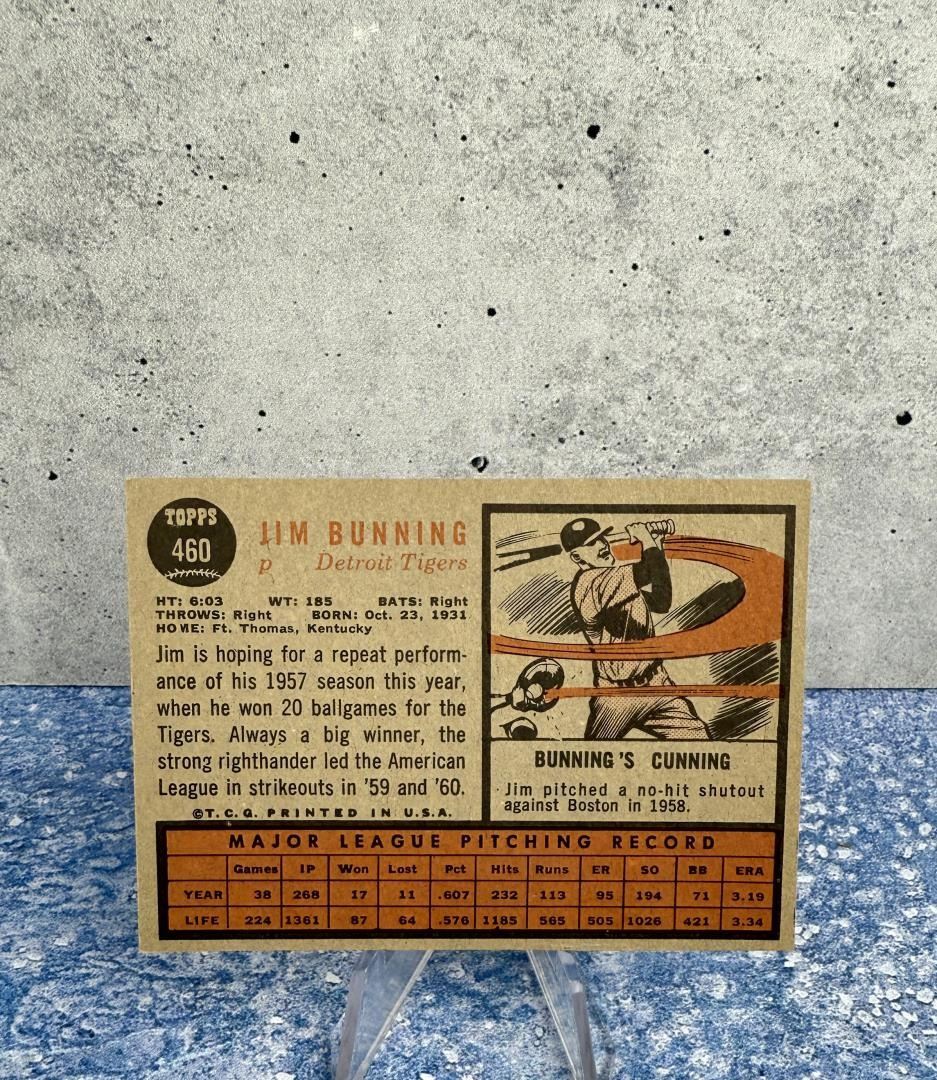 TOPPS
460
JIM BUNNING
p Detroit Tigers
HT: 6:03 WT: 185 BATS: Right
THROWS: Right BORN: Oct. 23, 1931
HOME: Ft. Thomas, Kentucky
Jim is hoping for a repeat perform-
ance of his 1957 season this year,
when he won 20 ballgames for the
Tigers. Always a big winner, the
strong righthander led the American
League in strikeouts in '59 and '60.
©T.C.G. PRINTED IN U.S.A.
BUNNING'S CUNNING
Jim pitched a no-hit shutout
against Boston in 1958.
MAJOR LEAGUE PITCHING RECORD
Games IP Won Lost Pct Hits Runs ER SO BB ERA
YEAR 38 268 17 11 .607 232 113 95 194 71 3.19
LIFE 224 1361 87 64 .576 1185 565 505 1026 421 3.34